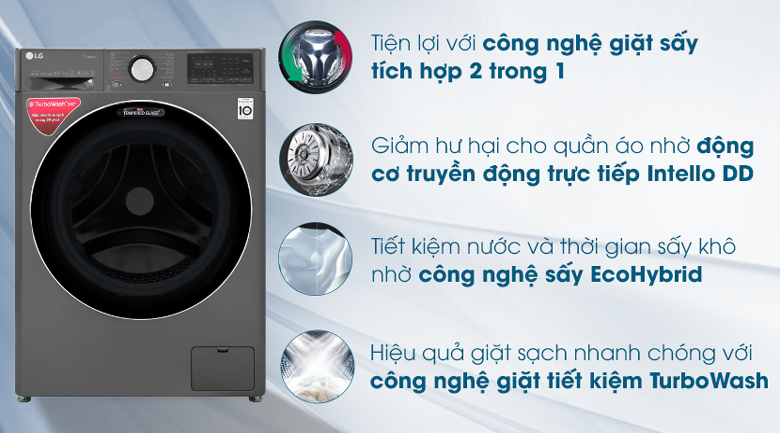 LG
TurboWash 360°
TEMPERED GLASS
Tiện lợi với công nghệ giặt sấy
tích hợp 2 trong 1
Giảm hư hại cho quần áo nhờ động
cơ truyền động trực tiếp Intello DD
Tiết kiệm nước và thời gian sấy khô
nhờ công nghệ sấy EcoHybrid
Hiệu quả giặt sạch nhanh chóng với
công nghệ giặt tiết kiệm TurboWash